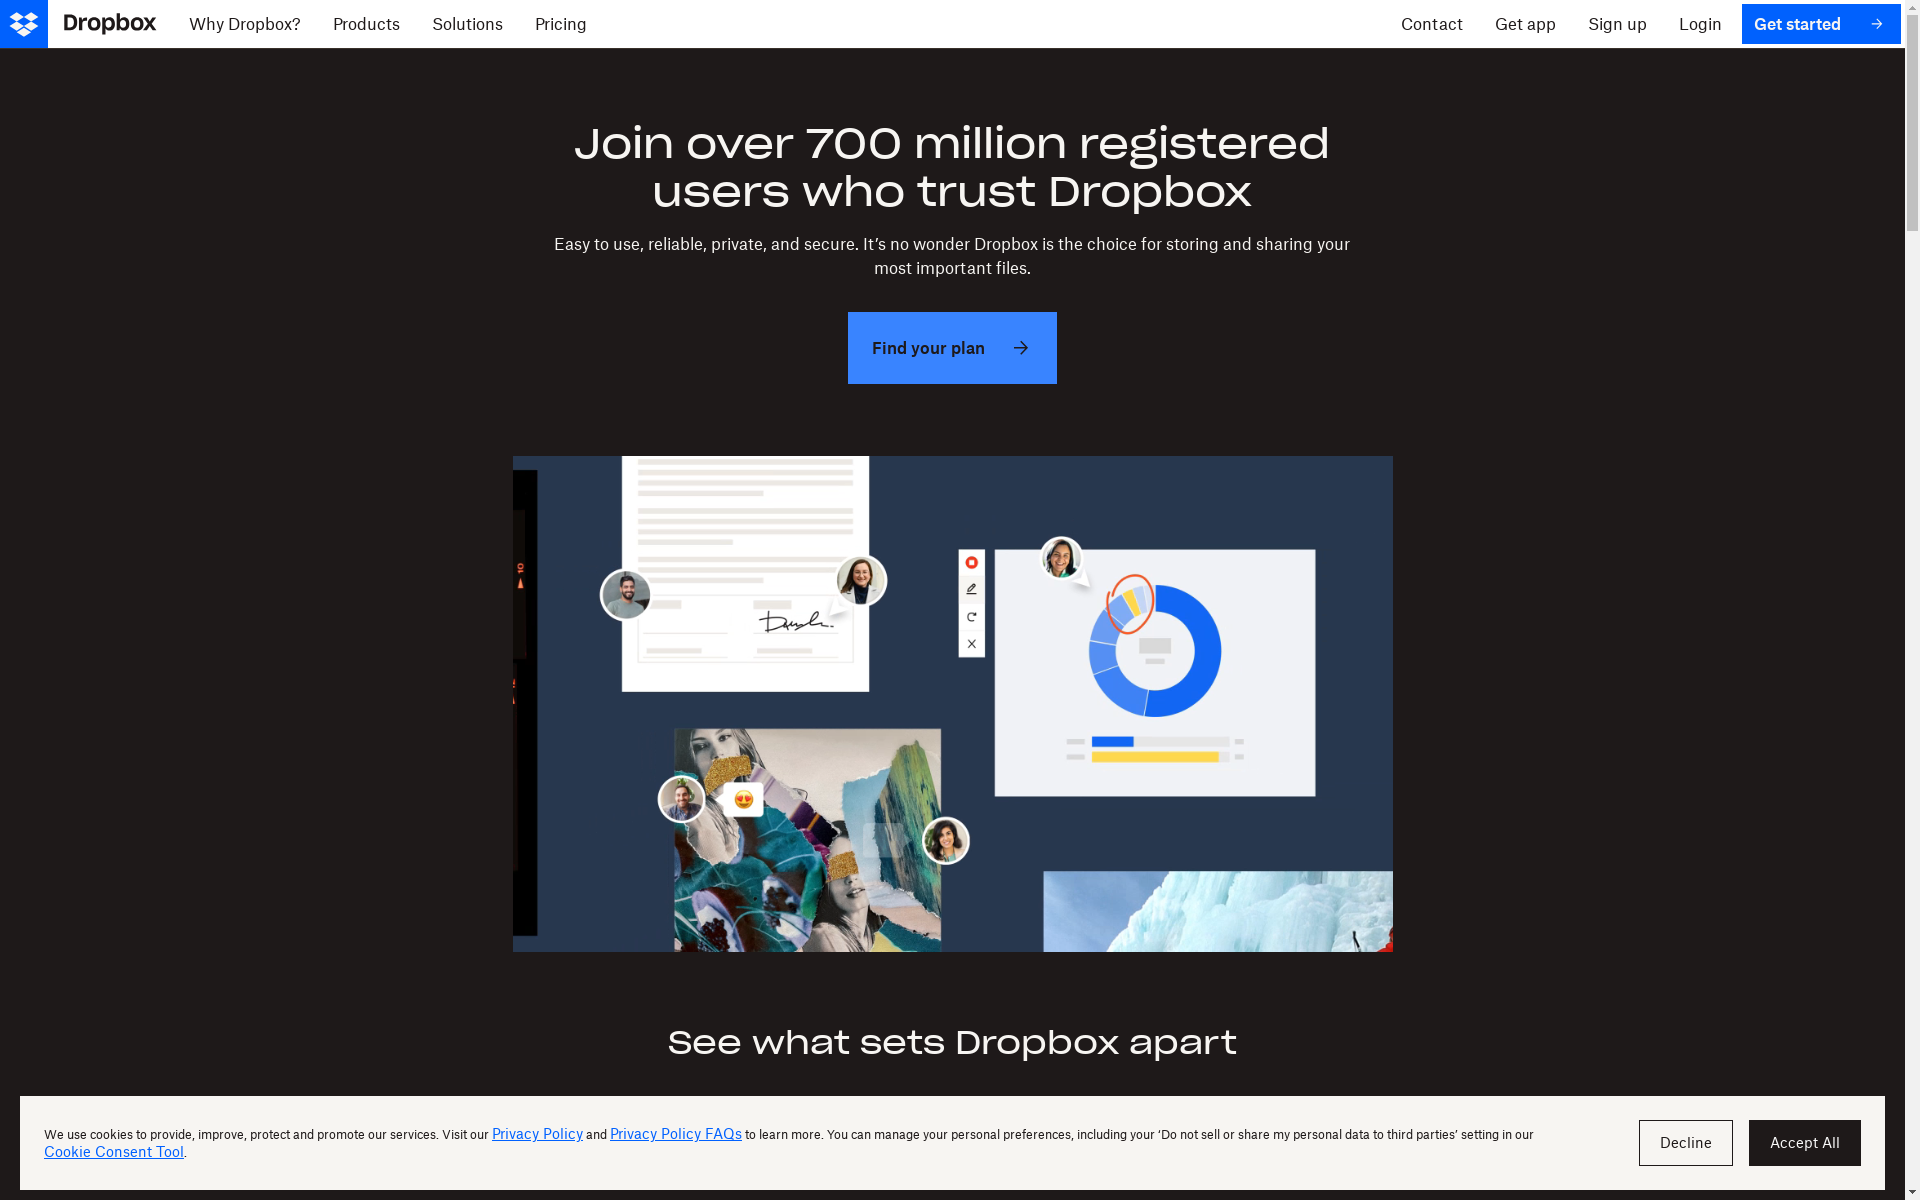 Dropbox
Why Dropbox?
Products
Solutions
Pricing
Contact
Get app
Sign up
Login
Get started
Join over 700 million registered
users who trust Dropbox
Easy to use, reliable, private, and secure. It’s no wonder Dropbox is the choice for storing and sharing your
most important files.
Find your plan
See what sets Dropbox apart
We use cookies to provide, improve, protect and promote our services. Visit our Privacy Policy and Privacy Policy FAQs to learn more. You can manage your personal preferences, including your ‘Do not sell or share my personal data to third parties’ setting in our
Cookie Consent Tool.
Decline
Accept All